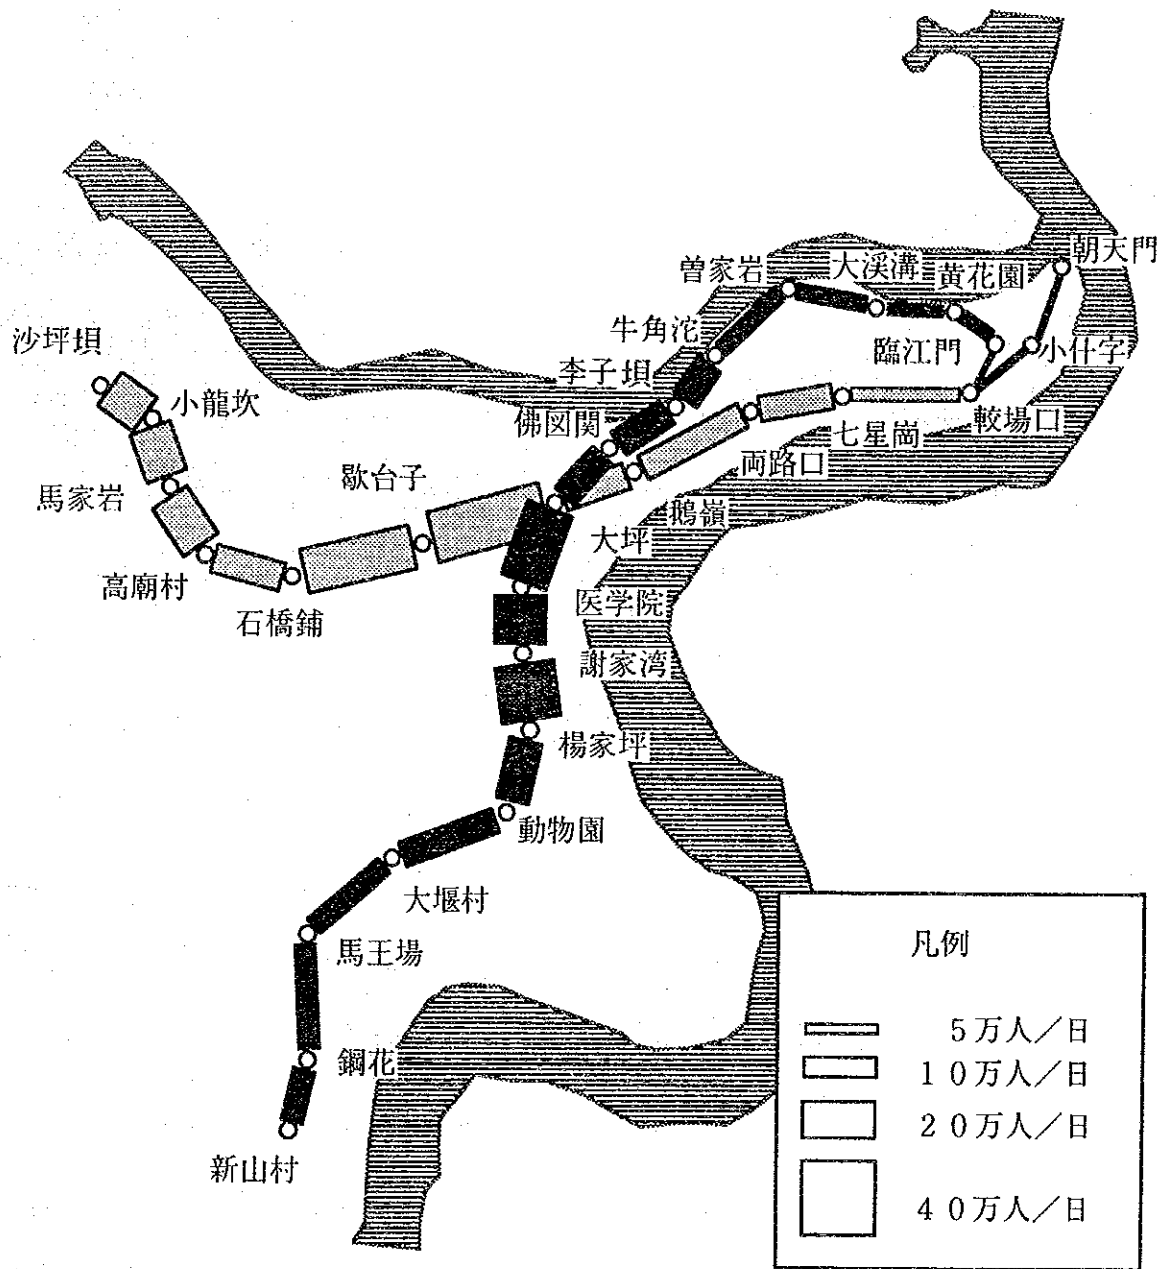 朝天門
曽家岩
大渓溝
黄花園
牛角沱
臨江門
小什字
沙坪垻
李子垻
小龍坎
佛図関
七星崗
較場口
両路口
歇台子
馬家岩
鵝嶺
大坪
高廟村
石橋鋪
医学院
謝家湾
楊家坪
動物園
大堰村
馬王場
鋼花
新山村
凡例
5万人/日
10万人/日
20万人/日
40万人/日